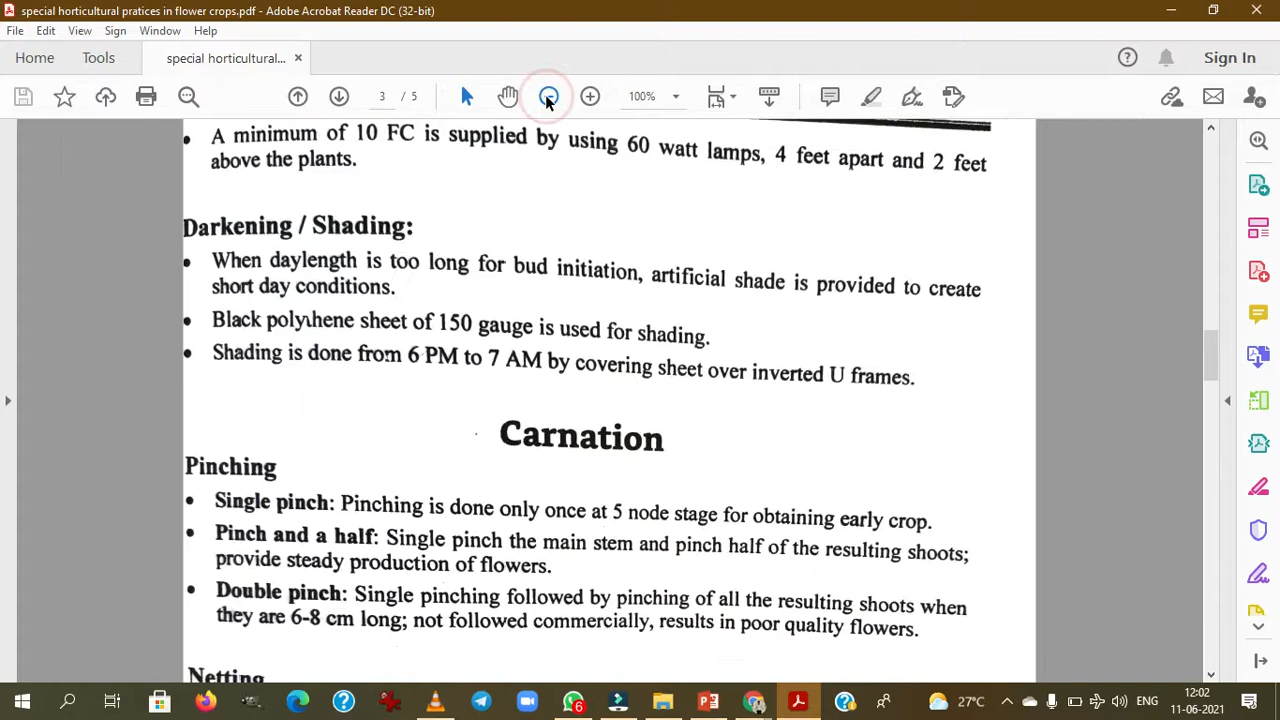 special horticultural pratices in flower crops.pdf - Adobe Acrobat Reader DC (32-bit)
File Edit View Sign Window Help
Home Tools special horticultural... × Sign In
3 / 5 100%
• A minimum of 10 FC is supplied by using 60 watt lamps, 4 feet apart and 2 feet
above the plants.
Darkening / Shading:
• When daylength is too long for bud initiation, artificial shade is provided to create
short day conditions.
• Black polythene sheet of 150 gauge is used for shading.
• Shading is done from 6 PM to 7 AM by covering sheet over inverted U frames.
Carnation
Pinching
• Single pinch: Pinching is done only once at 5 node stage for obtaining early crop.
• Pinch and a half: Single pinch the main stem and pinch half of the resulting shoots;
provide steady production of flowers.
• Double pinch: Single pinching followed by pinching of all the resulting shoots when
they are 6-8 cm long; not followed commercially, results in poor quality flowers.
Netting
6 27°C ENG 12:02
11-06-2021